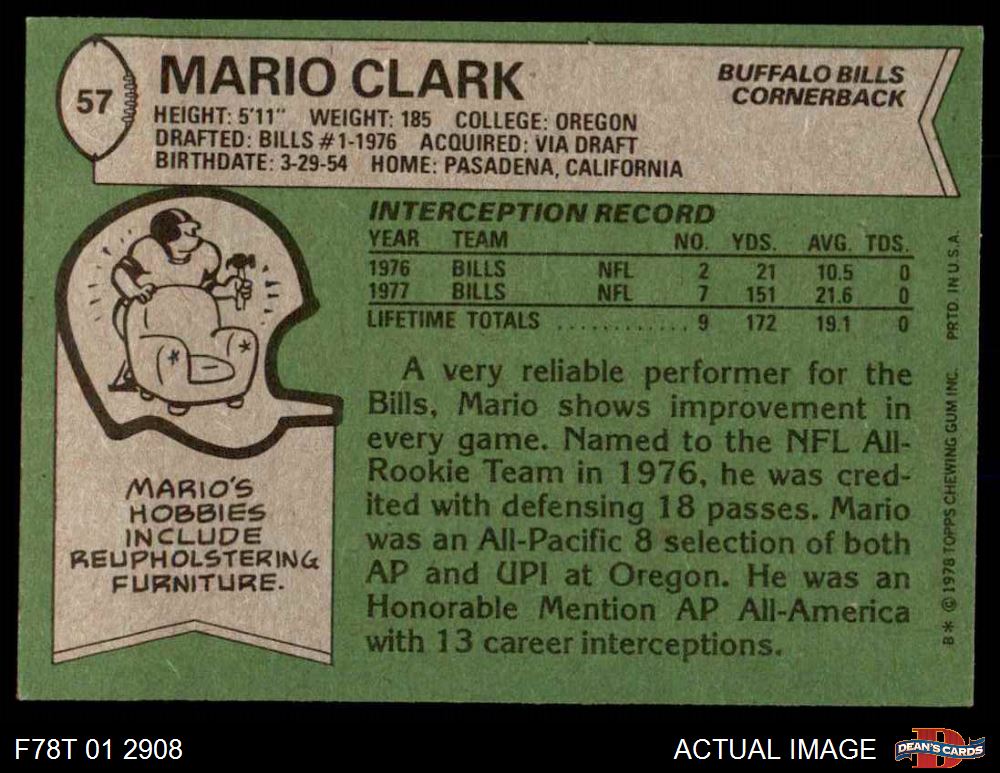 57
MARIO CLARK
BUFFALO BILLS
CORNERBACK
HEIGHT: 5'11" WEIGHT: 185 COLLEGE: OREGON
DRAFTED: BILLS #1-1976 ACQUIRED: VIA DRAFT
BIRTHDATE: 3-29-54 HOME: PASADENA, CALIFORNIA
INTERCEPTION RECORD
YEAR TEAM NO. YDS. AVG. TDS.
1976 BILLS NFL 2 21 10.5 0
1977 BILLS NFL 7 151 21.6 0
LIFETIME TOTALS ............ 9 172 19.1 0
A very reliable performer for the
Bills, Mario shows improvement in
every game. Named to the NFL All-
Rookie Team in 1976, he was cred-
ited with defensing 18 passes. Mario
was an All-Pacific 8 selection of both
AP and UPI at Oregon. He was an
Honorable Mention AP All-America
with 13 career interceptions.
MARIO'S
HOBBIES
INCLUDE
REUPHOLSTERING
FURNITURE.
B* © 1978 TOPPS CHEWING GUM INC. PRTD. IN U.S.A.
F78T 01 2908
ACTUAL IMAGE
D
DEAN'S CARDS